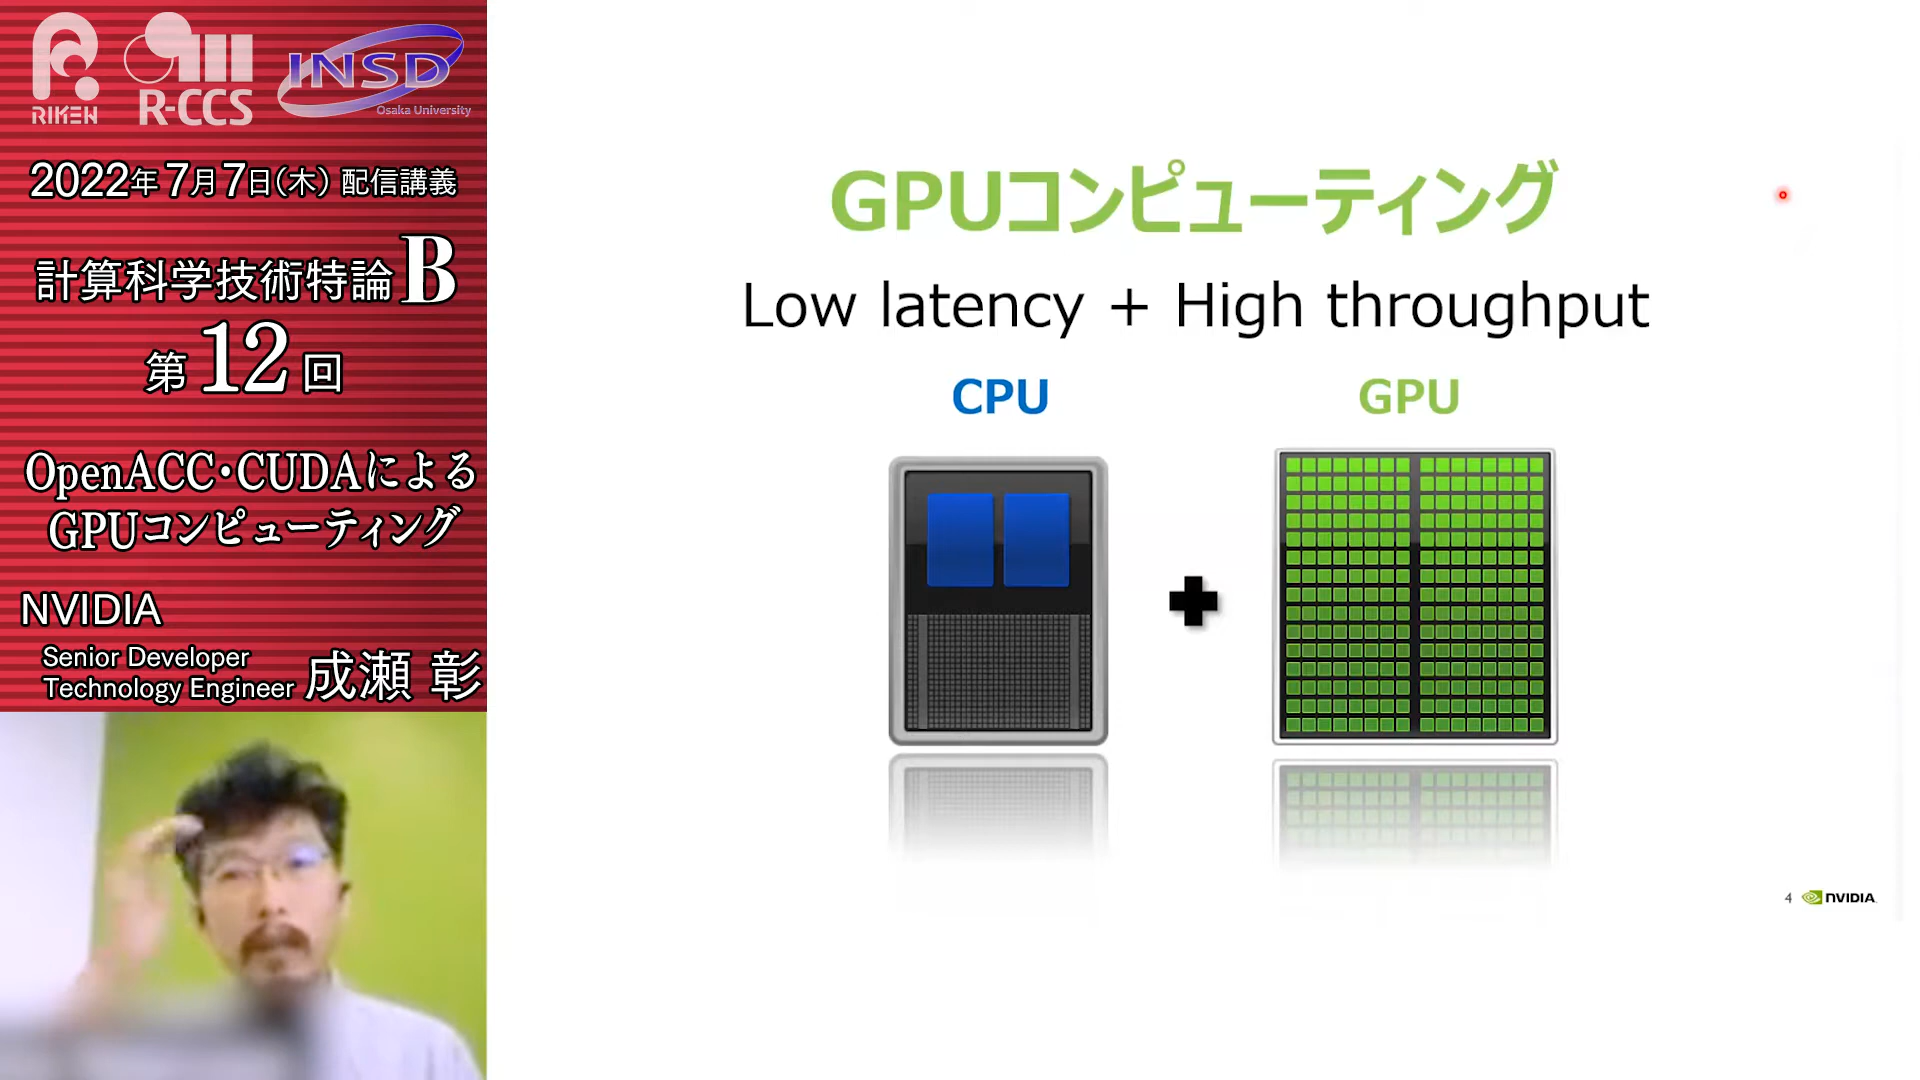 RIKEN
R-CCS
INSD
Osaka University
2022年7月7日(木) 配信講義
計算科学技術特論B
第12回
OpenACC・CUDAによる
GPUコンピューティング
NVIDIA
Senior Developer
Technology Engineer 成瀬 彰
GPUコンピューティング
Low latency + High throughput
CPU
GPU
4 NVIDIA.